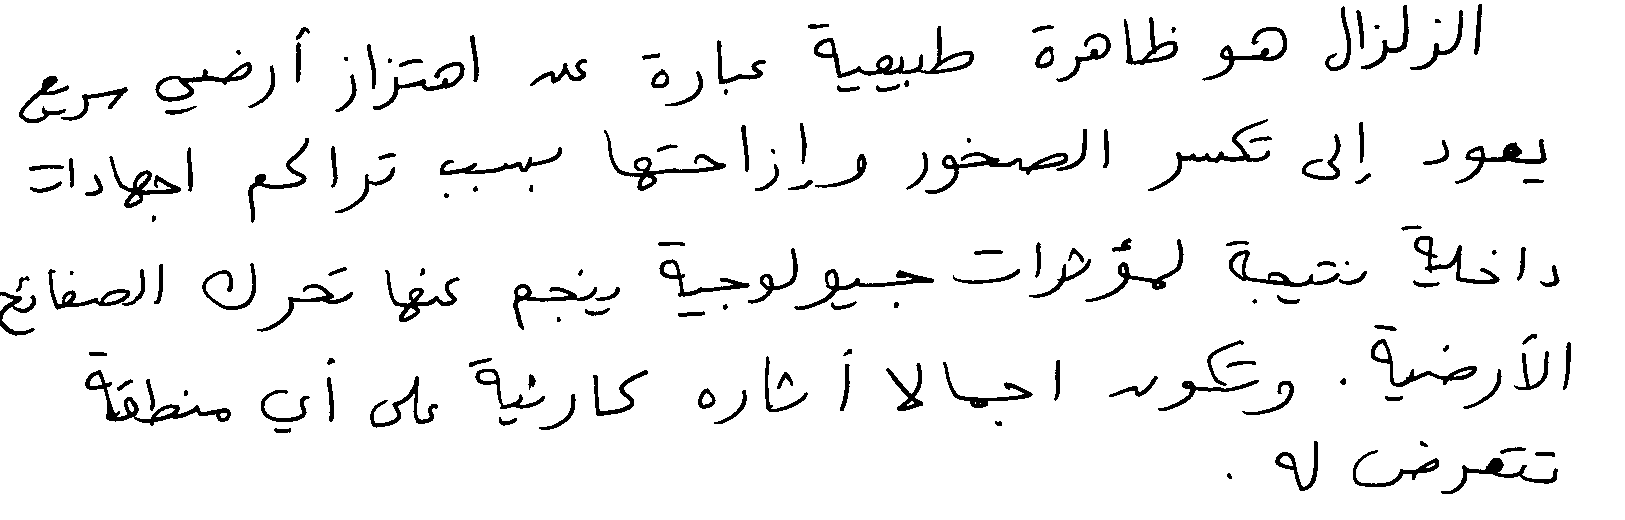 الزلزال هو ظاهرة طبيعية عبارة عن اهتزاز أرضي سريع
يعود إلى تكسر الصخور وإزاحتها بسبب تراكم اجهادات
داخلية نتيجة لمؤثرات جيولوجية ينجم عنها تحرك الصفائح
الأرضية . وتكون اجمالا أثاره كارثية على أي منطقة
تتعرض له .